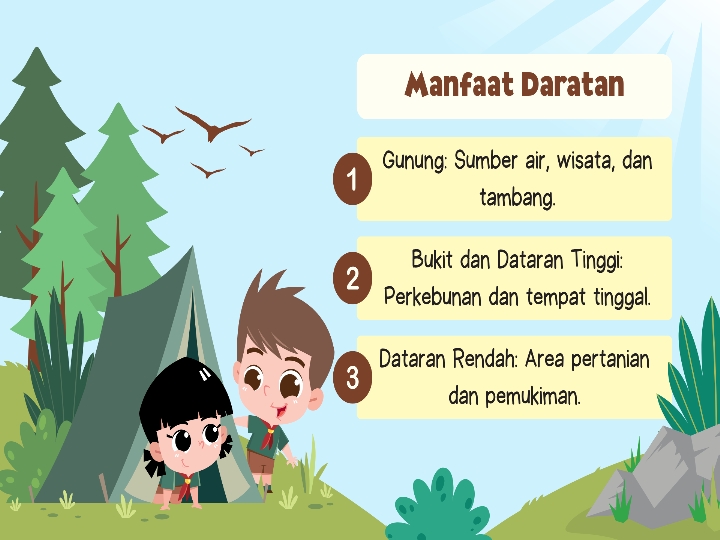 Manfaat Daratan
1
Gunung: Sumber air, wisata, dan
tambang.
2
Bukit dan Dataran Tinggi:
Perkebunan dan tempat tinggal.
3
Dataran Rendah: Area pertanian
dan pemukiman.